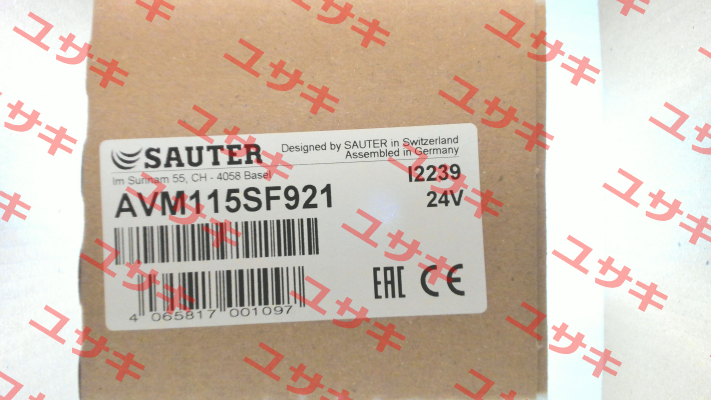 SAUTER
Designed by SAUTER in Switzerland
Assembled in Germany
Im Surinam 55, CH - 4058 Basel
I2239
AVM115SF921
24V
EAC CE
4 065817 001097
ユサキ